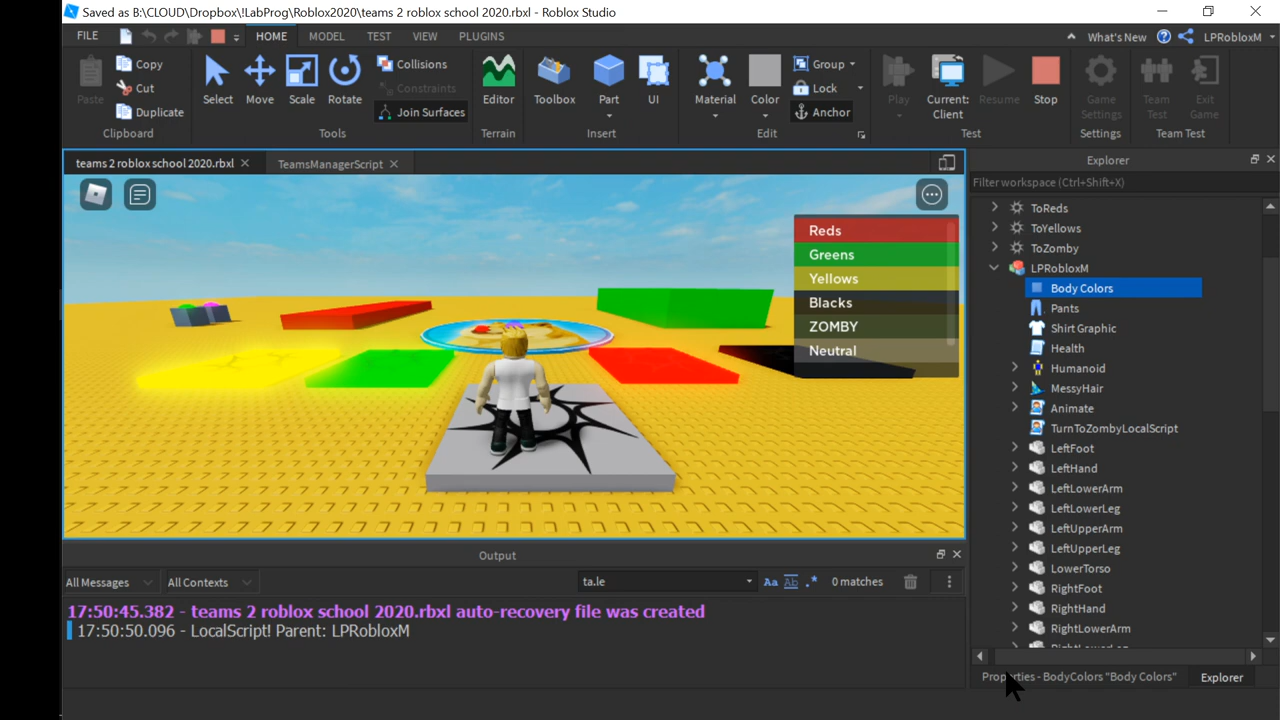 Saved as B:\CLOUD\Dropbox\!LabProg\Roblox2020\teams 2 roblox school 2020.rbxl - Roblox Studio
FILE HOME MODEL TEST VIEW PLUGINS What's New LPRobloxM
Paste Copy Cut Duplicate
Clipboard
Select Move Scale Rotate Collisions Constraints Join Surfaces
Tools
Editor
Terrain
Toolbox Part UI
Insert
Material Color Group Lock Anchor
Edit
Play Current: Client Resume Stop
Test
Game Settings
Settings
Team Test Exit Game
Team Test
teams 2 roblox school 2020.rbxl
TeamsManagerScript
Reds
Greens
Yellows
Blacks
ZOMBY
Neutral
Explorer
Filter workspace (Ctrl+Shift+X)
ToReds
ToYellows
ToZomby
LPRobloxM
Body Colors
Pants
Shirt Graphic
Health
Humanoid
MessyHair
Animate
TurnToZombyLocalScript
LeftFoot
LeftHand
LeftLowerArm
LeftLowerLeg
LeftUpperArm
LeftUpperLeg
LowerTorso
RightFoot
RightHand
RightLowerArm
Properties - BodyColors "Body Colors" Explorer
Output
All Messages All Contexts ta.le Aa Ab .* 0 matches
17:50:45.382 - teams 2 roblox school 2020.rbxl auto-recovery file was created
17:50:50.096 - LocalScript! Parent: LPRobloxM